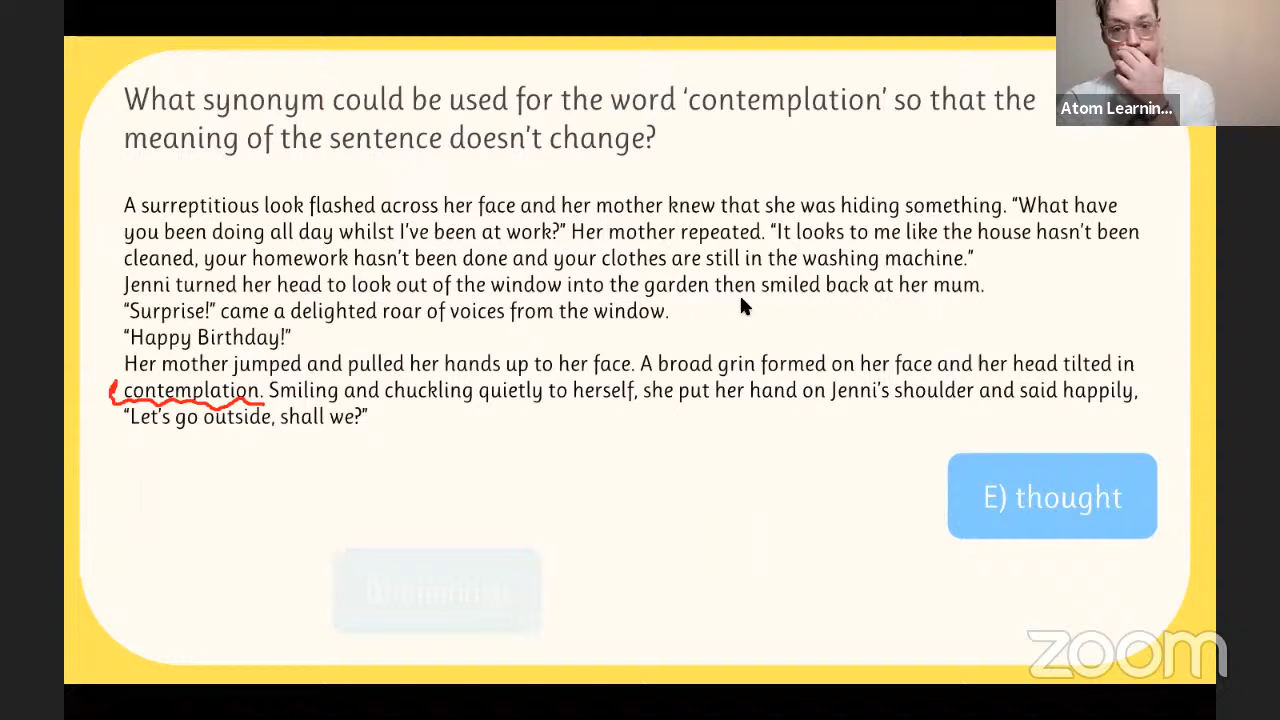 What synonym could be used for the word ‘contemplation’ so that the
meaning of the sentence doesn't change?
Atom Learnin...
A surreptitious look flashed across her face and her mother knew that she was hiding something. “What have
you been doing all day whilst I've been at work?” Her mother repeated. “It looks to me like the house hasn't been
cleaned, your homework hasn't been done and your clothes are still in the washing machine.”
Jenni turned her head to look out of the window into the garden then smiled back at her mum.
“Surprise!” came a delighted roar of voices from the window.
“Happy Birthday!”
Her mother jumped and pulled her hands up to her face. A broad grin formed on her face and her head tilted in
contemplation. Smiling and chuckling quietly to herself, she put her hand on Jenni's shoulder and said happily,
“Let's go outside, shall we?”
E) thought
zoom